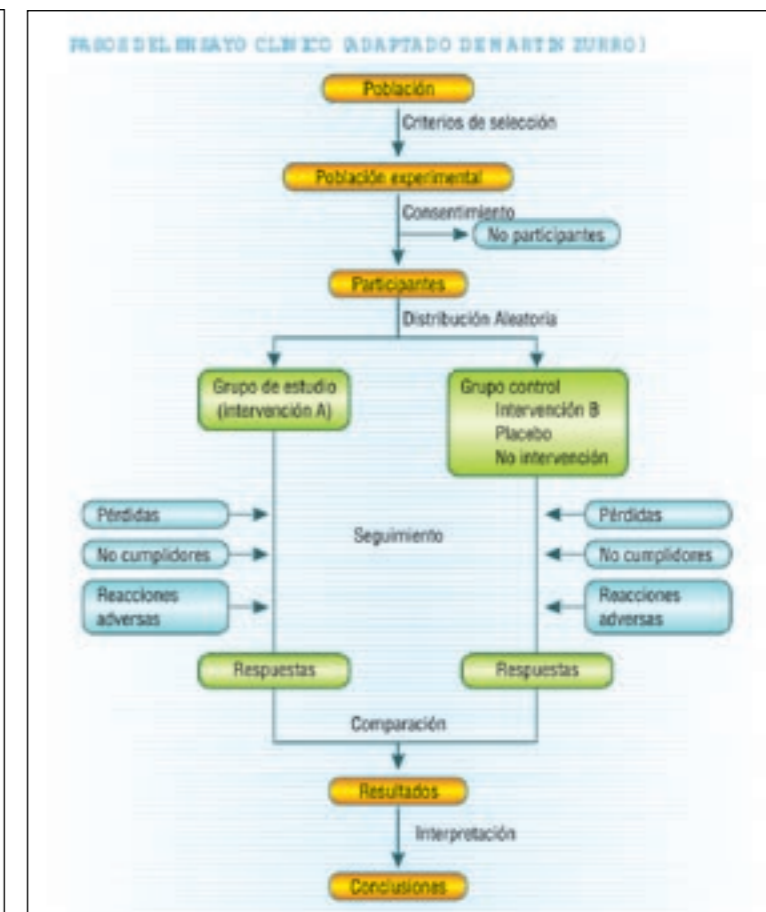 PASOS DEL ENSAYO CLINICO (ADAPTADO DE MARTIN ZURRO)
Población
Criterios de selección
Población experimental
Consentimiento
No participantes
Participantes
Distribución Aleatoria
Grupo de estudio
(intervención A)
Grupo control
Intervención B
Placebo
No intervención
Pérdidas
No cumplidores
Reacciones
adversas
Seguimiento
Pérdidas
No cumplidores
Reacciones
adversas
Respuestas
Respuestas
Comparación
Resultados
Interpretación
Conclusiones